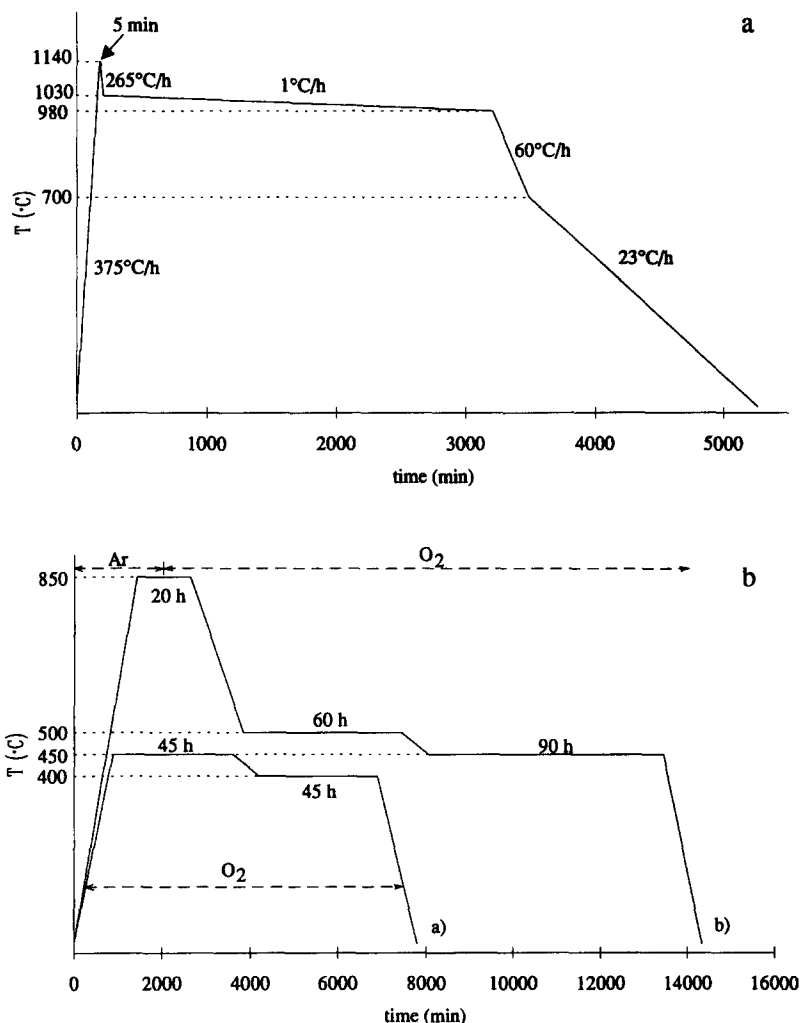 5 min
a
1140
265°C/h
1°C/h
1030
980
60°C/h
700
T (·C)
375°C/h
23°C/h
0 1000 2000 3000 4000 5000
time (min)
Ar
O2
b
850
20 h
500
60 h
45 h
450
90 h
T (·C)
400
45 h
O2
a)
b)
0 2000 4000 6000 8000 10000 12000 14000 16000
time (min)